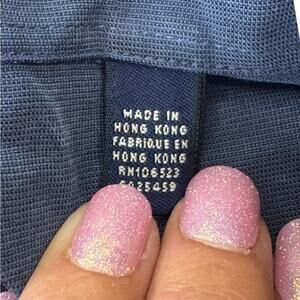 MADE IN
HONG KONG
FABRIQUE EN
HONG KONG
RN106523